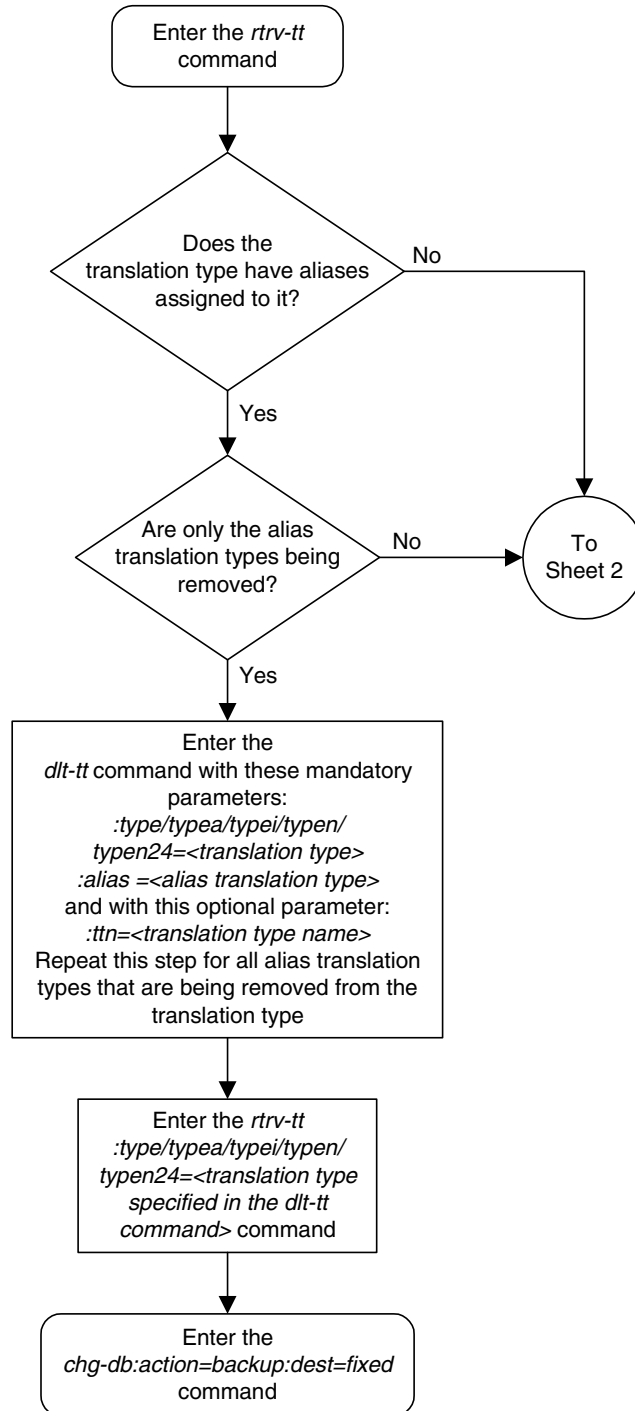 Enter the rtrv-tt
command
Does the
translation type have aliases
assigned to it?
No
Yes
Are only the alias
translation types being
removed?
No
To
Sheet 2
Yes
Enter the
dlt-tt command with these mandatory
parameters:
:type/typea/typei/typen/
typen24=<translation type>
:alias =<alias translation type>
and with this optional parameter:
:ttn=<translation type name>
Repeat this step for all alias translation
types that are being removed from the
translation type
Enter the rtrv-tt
:type/typea/typei/typen/
typen24=<translation type
specified in the dlt-tt
command> command
Enter the
chg-db:action=backup:dest=fixed
command